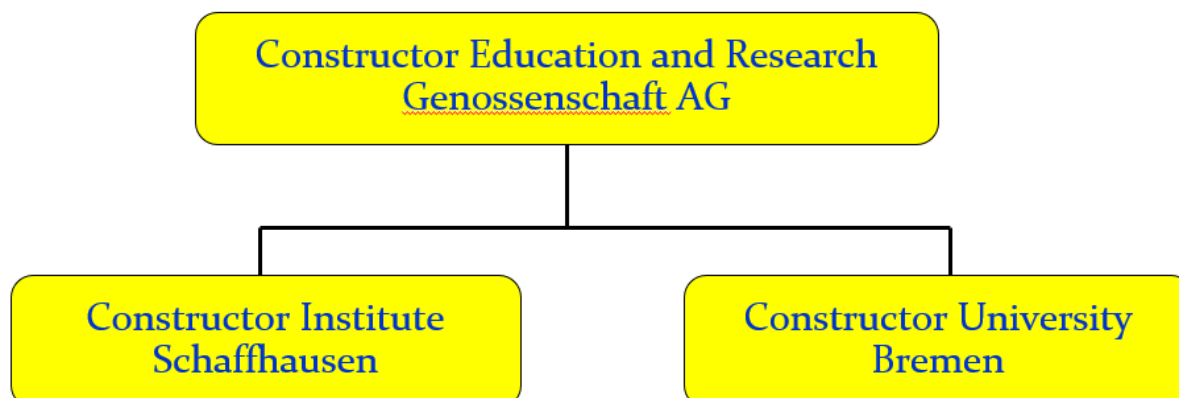 Constructor Education and Research
Genossenschaft AG
Constructor Institute
Schaffhausen
Constructor University
Bremen